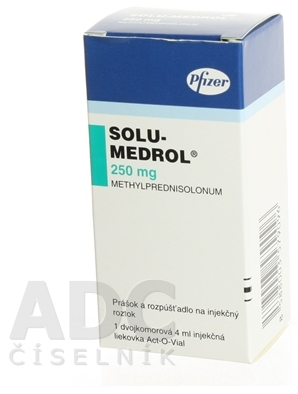 Pfizer
SOLU-
MEDROL®
250 mg
METHYLPREDNISOLONUM
Prášok a rozpúšťadlo na injekčný
roztok
1 dvojkomorová 4 ml injekčná
liekovka Act-O-Vial
ADC
ČÍSELNÍK